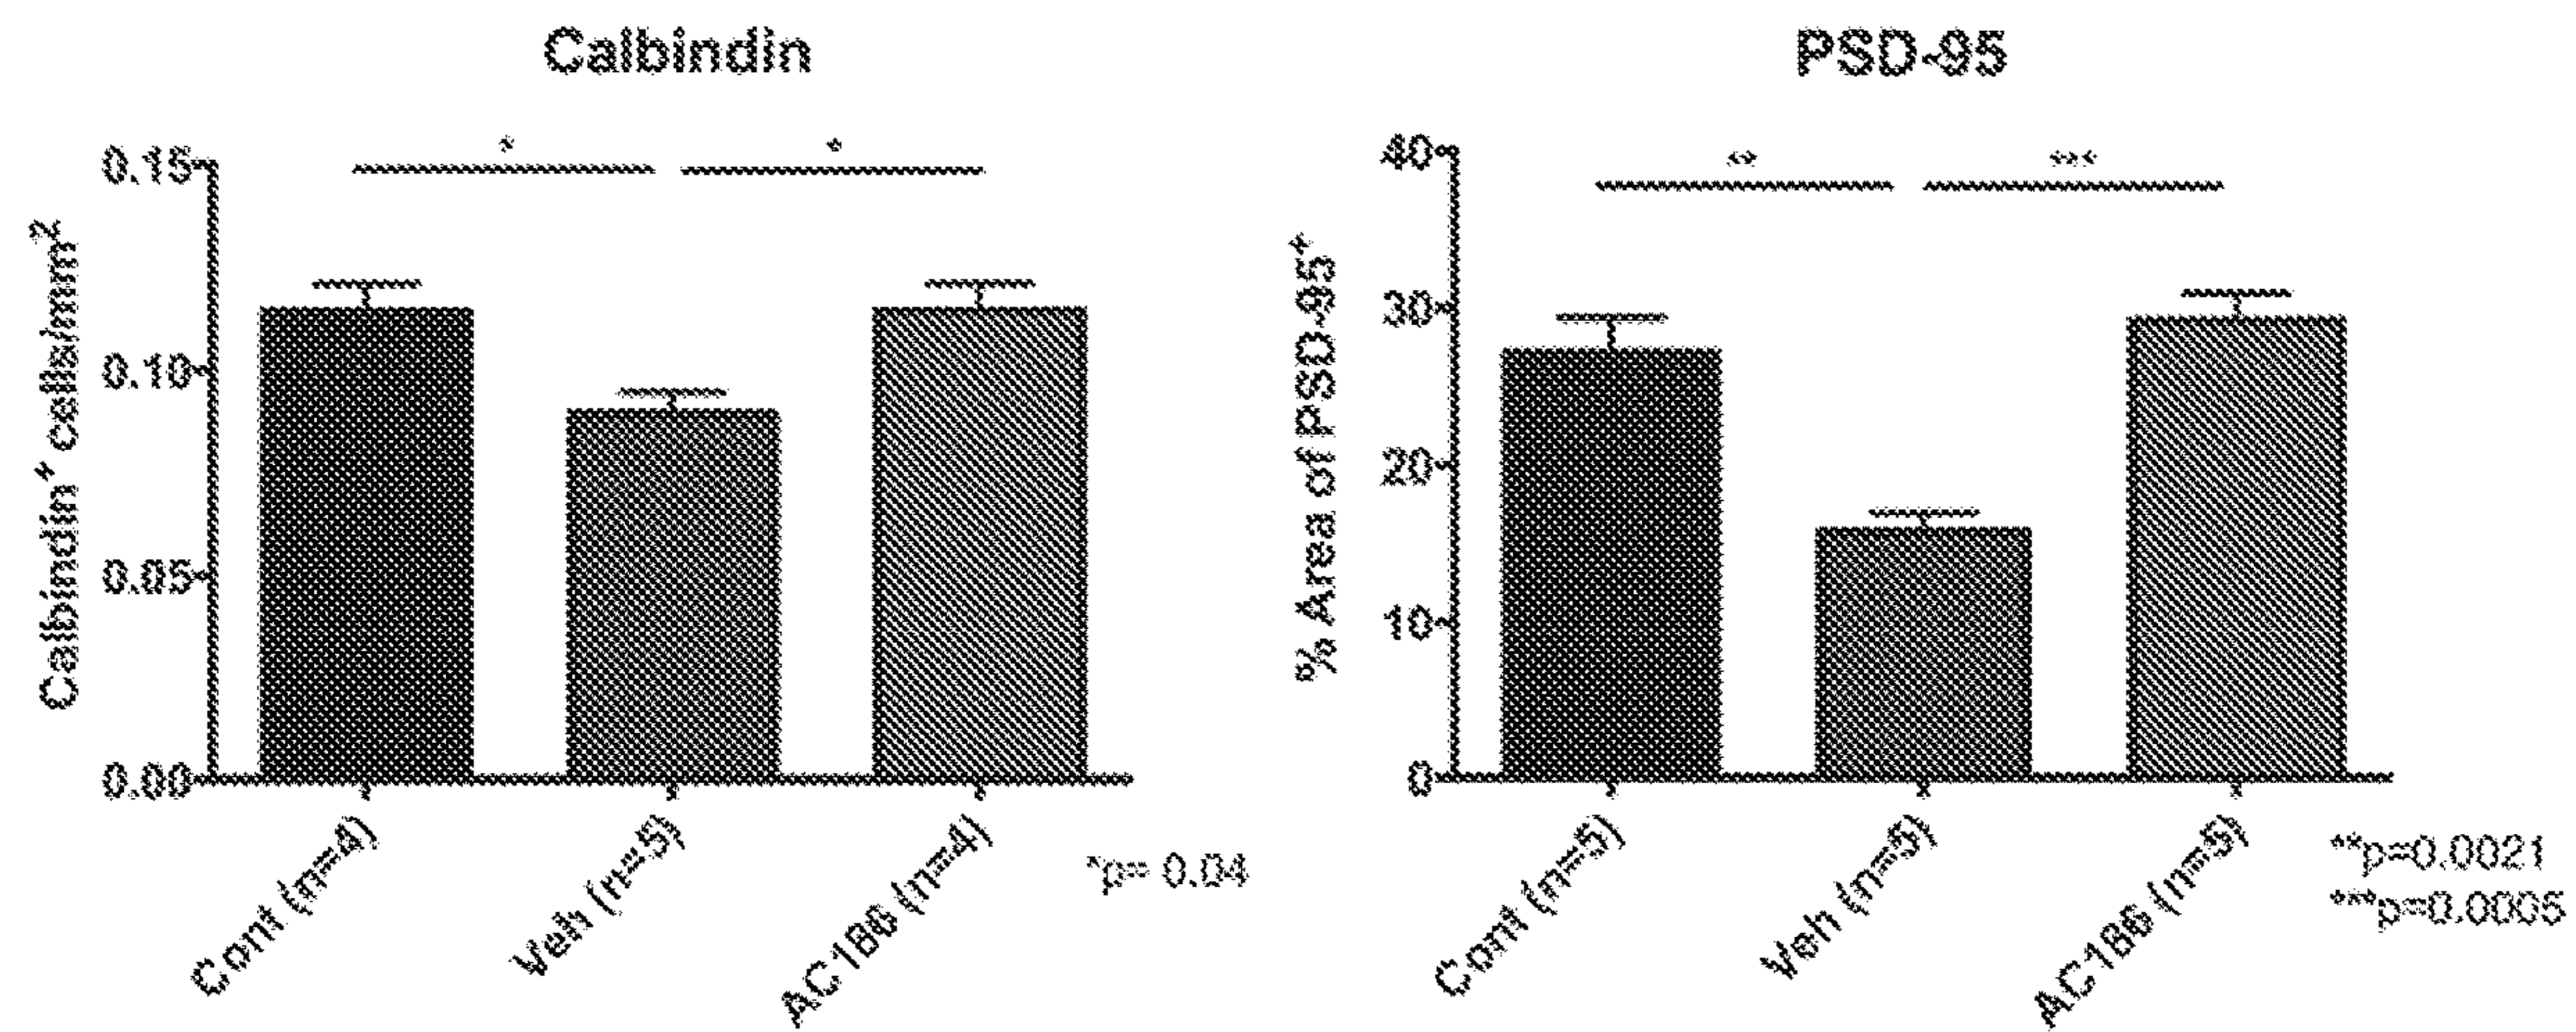 Calbindin
*
*
0.15
0.10
0.05
0.00
Calbindin⁺ cells/mm²
Cont (n=4)
Veh (n=5)
AC186 (n=4)
*p= 0.04
PSD-95
**
***
40
30
20
10
0
% Area of PSD-95⁺
Cont (n=5)
Veh (n=5)
AC186 (n=5)
**p=0.0021
***p=0.0005